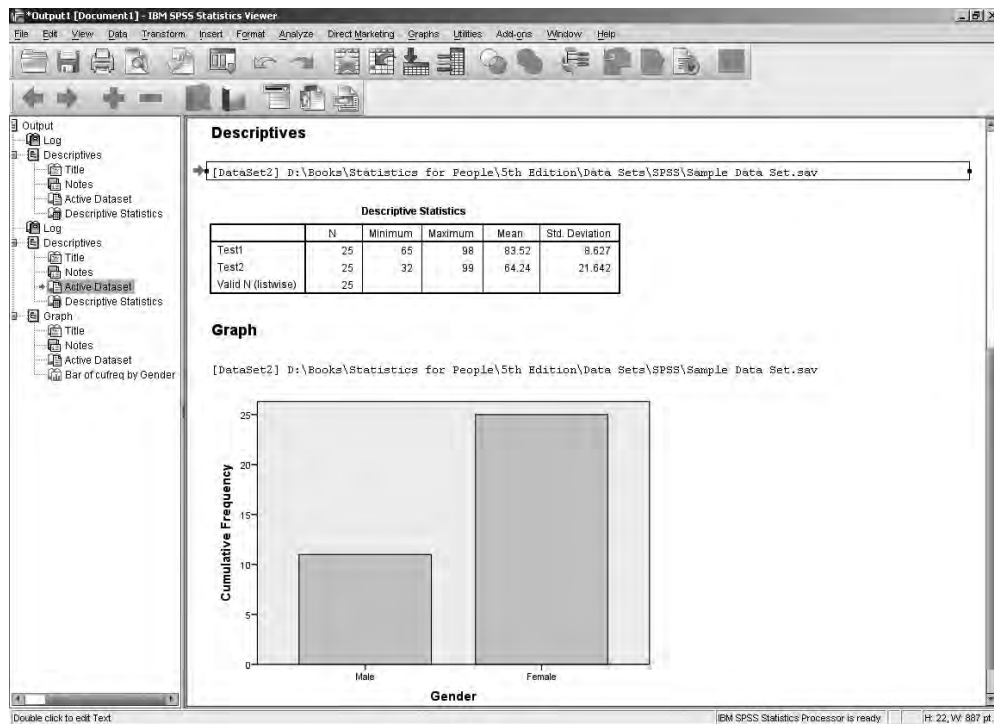 *Output1 [Document1] - IBM SPSS Statistics Viewer
File Edit View Data Transform Insert Format Analyze Direct Marketing Graphs Utilities Add-ons Window Help
Output
Log
Descriptives
Title
Notes
Active Dataset
Descriptive Statistics
Log
Descriptives
Title
Notes
Active Dataset
Descriptive Statistics
Graph
Title
Notes
Active Dataset
Bar of cufreq by Gender
Descriptives
[DataSet2] D:\Books\Statistics for People\5th Edition\Data Sets\SPSS\Sample Data Set.sav
Descriptive Statistics
N Minimum Maximum Mean Std. Deviation
Test1 25 65 98 83.52 8.627
Test2 25 32 99 64.24 21.642
Valid N (listwise) 25
Graph
[DataSet2] D:\Books\Statistics for People\5th Edition\Data Sets\SPSS\Sample Data Set.sav
Cumulative Frequency
25
20
15
10
5
0
Male Female
Gender
Double click to edit Text
IBM SPSS Statistics Processor is ready
H: 22, W: 887 pt.